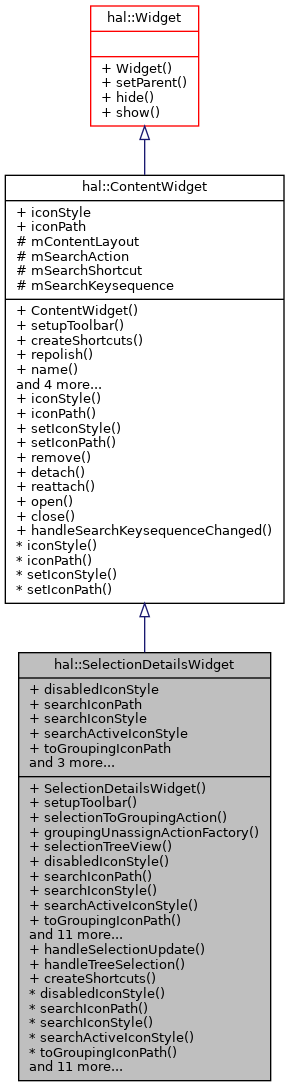 hal::Widget
+ Widget()
+ setParent()
+ hide()
+ show()
hal::ContentWidget
+ iconStyle
+ iconPath
# mContentLayout
# mSearchAction
# mSearchShortcut
# mSearchKeysequence
+ ContentWidget()
+ setupToolbar()
+ createShortcuts()
+ repolish()
+ name()
and 4 more...
+ iconStyle()
+ iconPath()
+ setIconStyle()
+ setIconPath()
+ remove()
+ detach()
+ reattach()
+ open()
+ close()
+ handleSearchKeysequenceChanged()
* iconStyle()
* iconPath()
* setIconStyle()
* setIconPath()
hal::SelectionDetailsWidget
+ disabledIconStyle
+ searchIconPath
+ searchIconStyle
+ searchActiveIconStyle
+ toGroupingIconPath
and 3 more...
+ SelectionDetailsWidget()
+ setupToolbar()
+ selectionToGroupingAction()
+ groupingUnassignActionFactory()
+ selectionTreeView()
+ disabledIconStyle()
+ searchIconPath()
+ searchIconStyle()
+ searchActiveIconStyle()
+ toGroupingIconPath()
and 11 more...
+ handleSelectionUpdate()
+ handleTreeSelection()
+ createShortcuts()
* disabledIconStyle()
* searchIconPath()
* searchIconStyle()
* searchActiveIconStyle()
* toGroupingIconPath()
and 11 more...